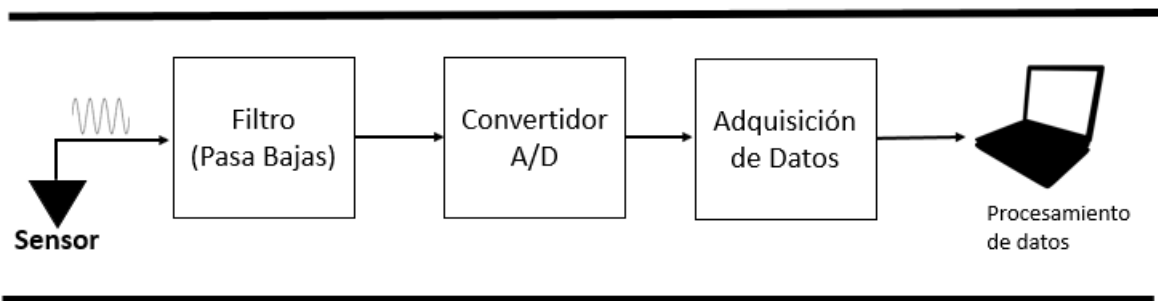 Filtro
(Pasa Bajas)
Convertidor
A/D
Adquisición
de Datos
Sensor
Procesamiento
de datos